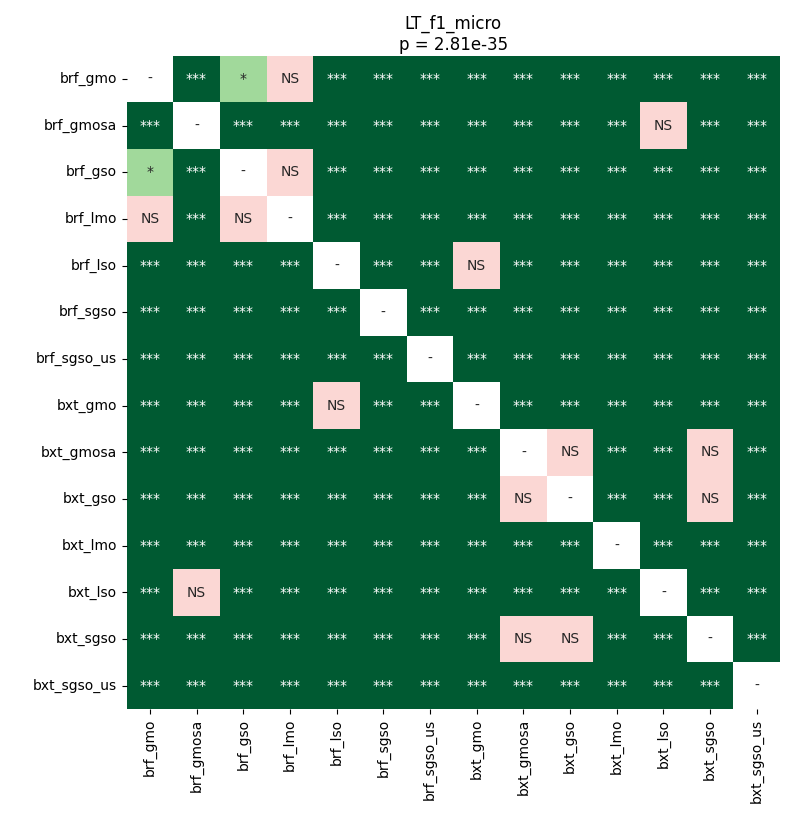 LT_f1_micro
p = 2.81e-35
brf_gmo - *** * NS *** *** *** *** *** *** *** *** *** ***
brf_gmosa *** - *** *** *** *** *** *** *** *** *** NS *** ***
brf_gso * *** - NS *** *** *** *** *** *** *** *** *** ***
brf_lmo NS *** NS - *** *** *** *** *** *** *** *** *** ***
brf_lso *** *** *** *** - *** *** NS *** *** *** *** *** ***
brf_sgso *** *** *** *** *** - *** *** *** *** *** *** *** ***
brf_sgso_us *** *** *** *** *** *** - *** *** *** *** *** *** ***
bxt_gmo *** *** *** *** NS *** *** - *** *** *** *** *** ***
bxt_gmosa *** *** *** *** *** *** *** *** - NS *** *** NS ***
bxt_gso *** *** *** *** *** *** *** *** NS - *** *** NS ***
bxt_lmo *** *** *** *** *** *** *** *** *** *** - *** *** ***
bxt_lso *** NS *** *** *** *** *** *** *** *** *** - *** ***
bxt_sgso *** *** *** *** *** *** *** *** NS NS *** *** - ***
bxt_sgso_us *** *** *** *** *** *** *** *** *** *** *** *** *** -
brf_gmo brf_gmosa brf_gso brf_lmo brf_lso brf_sgso brf_sgso_us bxt_gmo bxt_gmosa bxt_gso bxt_lmo bxt_lso bxt_sgso bxt_sgso_us